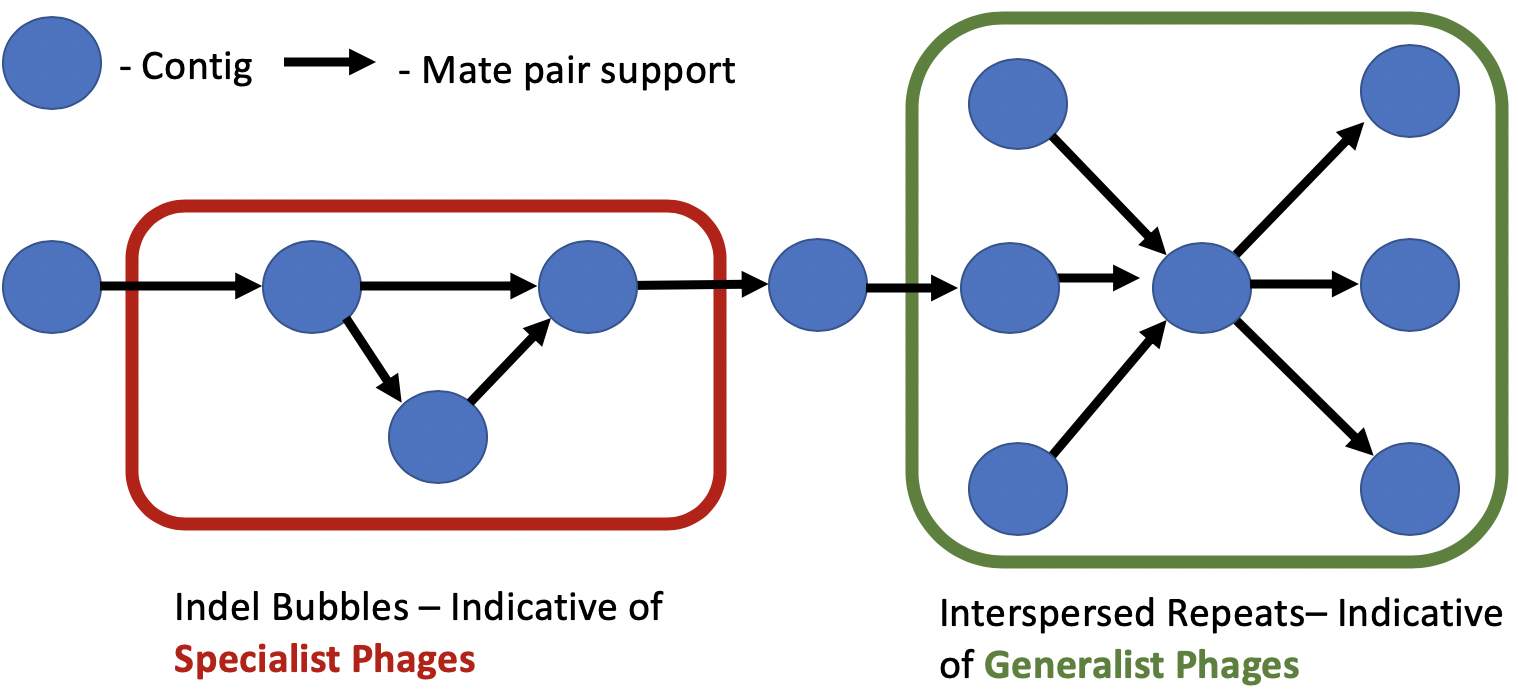 - Contig
- Mate pair support
Indel Bubbles – Indicative of
Specialist Phages
Interspersed Repeats– Indicative
of Generalist Phages